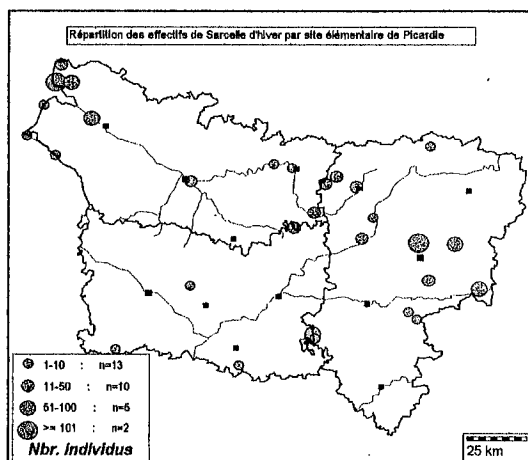 Répartition des effectifs de Sarcelle d'hiver par site élémentaire de Picardie
1-10 : n=13
11-50 : n=10
51-100 : n=5
>= 101 : n=2
Nbr. individus
25 km